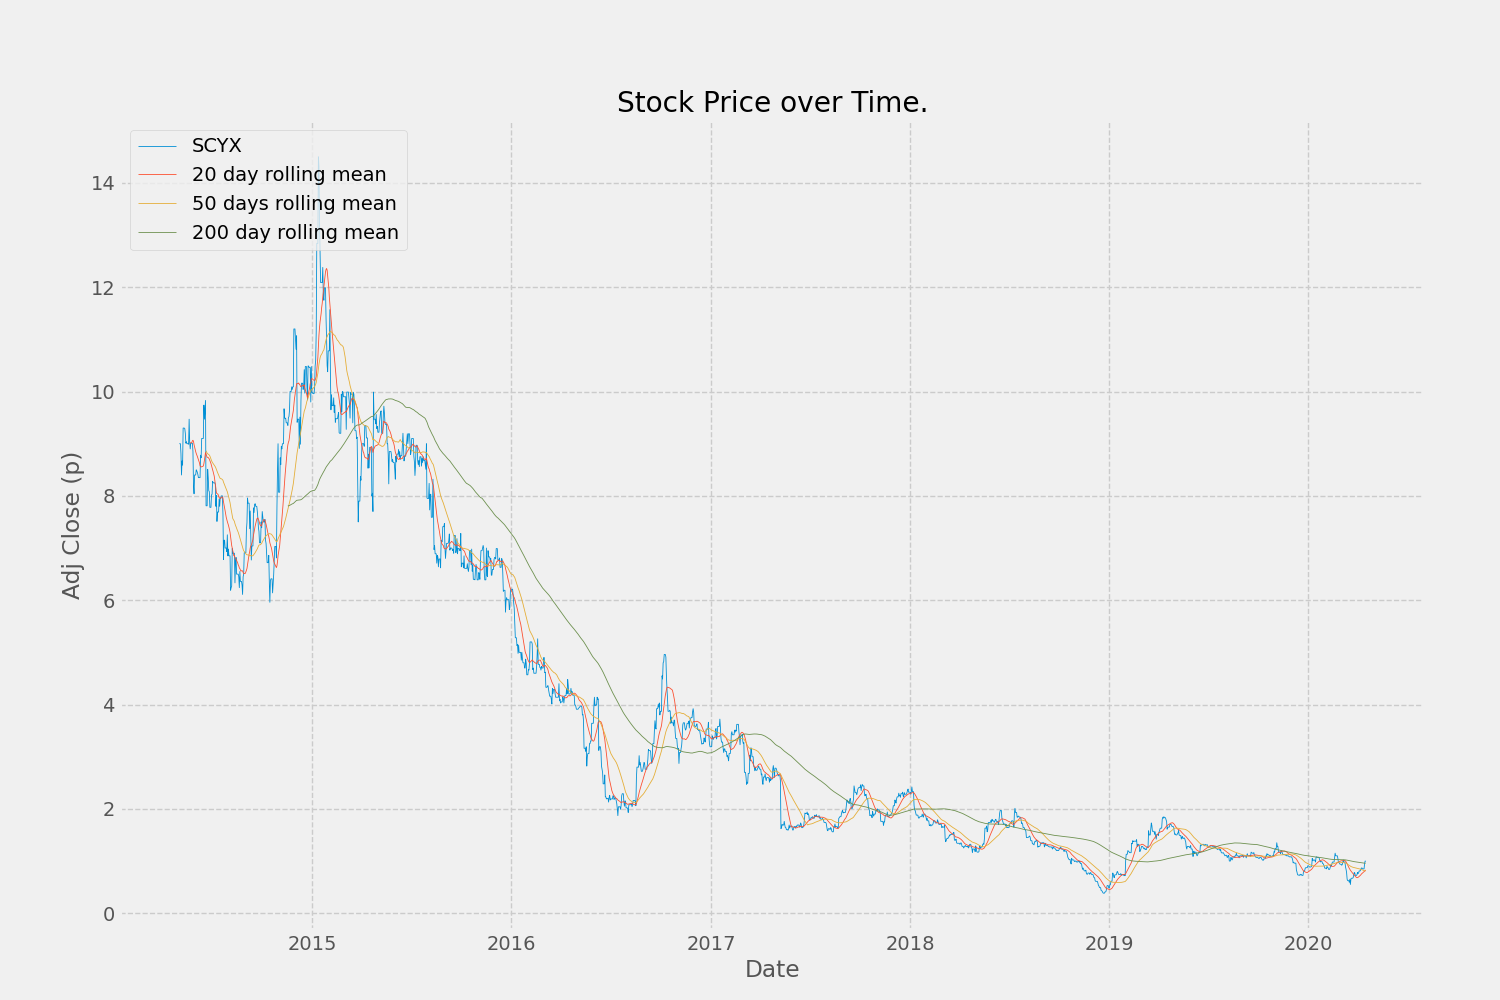 Stock Price over Time.
SCYX
20 day rolling mean
50 days rolling mean
200 day rolling mean
14
12
10
8
6
4
2
0
Adj Close (p)
2015 2016 2017 2018 2019 2020
Date